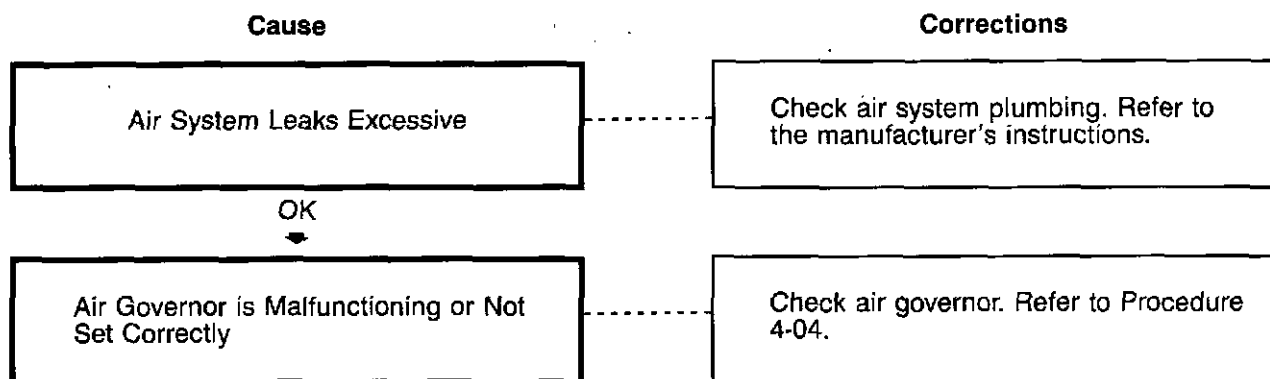 Cause
Corrections
Air System Leaks Excessive
Check air system plumbing. Refer to
the manufacturer's instructions.
OK
Air Governor is Malfunctioning or Not
Set Correctly
Check air governor. Refer to Procedure
4-04.